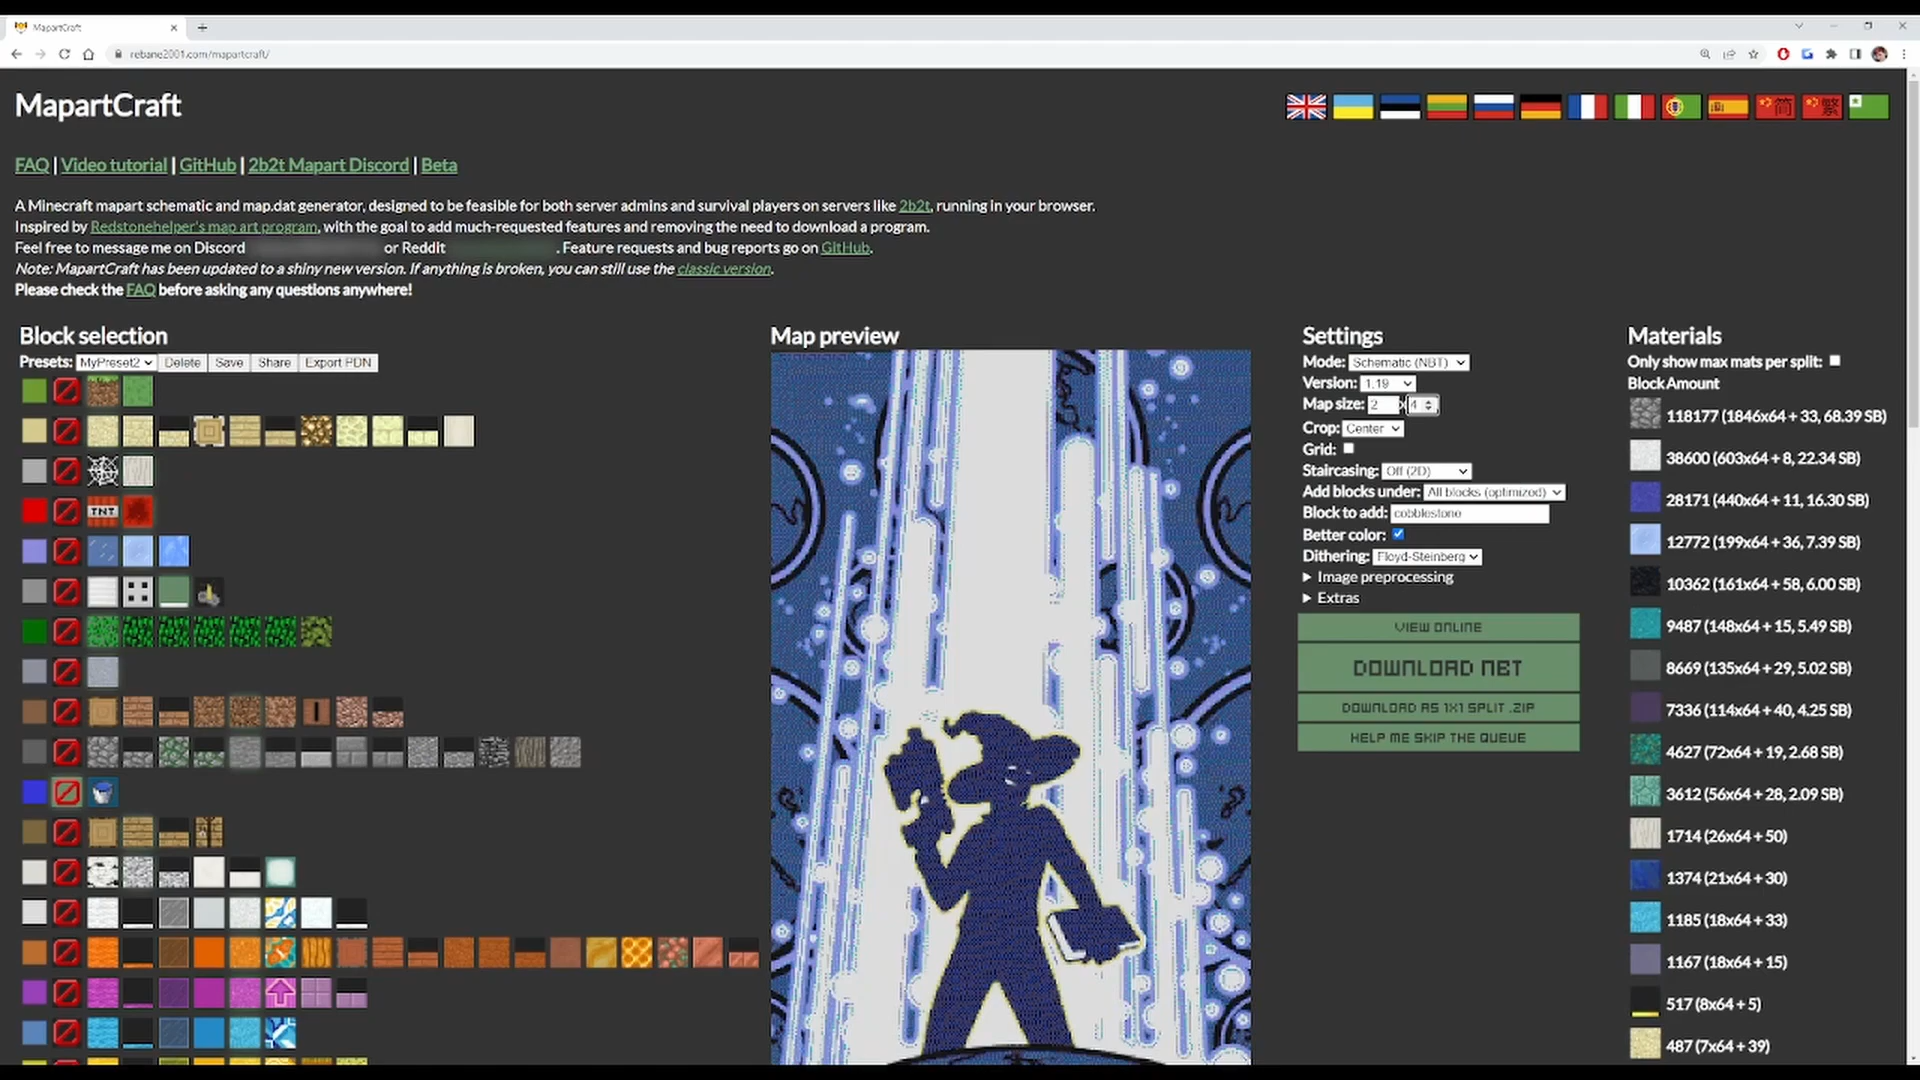 MapartCraft
rebane2001.com/mapartcraft/
MapartCraft
简
繁
FAQ | Video tutorial | GitHub | 2b2t Mapart Discord | Beta
A Minecraft mapart schematic and map.dat generator, designed to be feasible for both server admins and survival players on servers like 2b2t, running in your browser.
Inspired by Redstonehelper's map art program, with the goal to add much-requested features and removing the need to download a program.
Feel free to message me on Discord or Reddit . Feature requests and bug reports go on GitHub.
Note: MapartCraft has been updated to a shiny new version. If anything is broken, you can still use the classic version.
Please check the FAQ before asking any questions anywhere!
Block selection
Presets: MyPreset2 Delete Save Share Export PDN
TNT
Map preview
Settings
Mode: Schematic (NBT)
Version: 1.19
Map size: 2 x 4
Crop: Center
Grid:
Staircasing: Off (2D)
Add blocks under: All blocks (optimized)
Block to add: cobblestone
Better color:
Dithering: Floyd-Steinberg
Image preprocessing
Extras
VIEW ONLINE
DOWNLOAD NBT
DOWNLOAD AS 1X1 SPLIT .ZIP
HELP ME SKIP THE QUEUE
Materials
Only show max mats per split:
Block Amount
118177 (1846x64 + 33, 68.39 SB)
38600 (603x64 + 8, 22.34 SB)
28171 (440x64 + 11, 16.30 SB)
12772 (199x64 + 36, 7.39 SB)
10362 (161x64 + 58, 6.00 SB)
9487 (148x64 + 15, 5.49 SB)
8669 (135x64 + 29, 5.02 SB)
7336 (114x64 + 40, 4.25 SB)
4627 (72x64 + 19, 2.68 SB)
3612 (56x64 + 28, 2.09 SB)
1714 (26x64 + 50)
1374 (21x64 + 30)
1185 (18x64 + 33)
1167 (18x64 + 15)
517 (8x64 + 5)
487 (7x64 + 39)